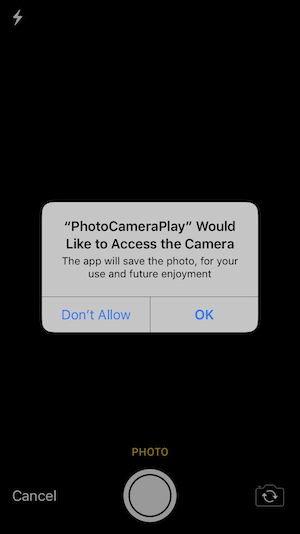 “PhotoCameraPlay” Would
Like to Access the Camera
The app will save the photo, for your
use and future enjoyment
Don’t Allow
OK
PHOTO
Cancel